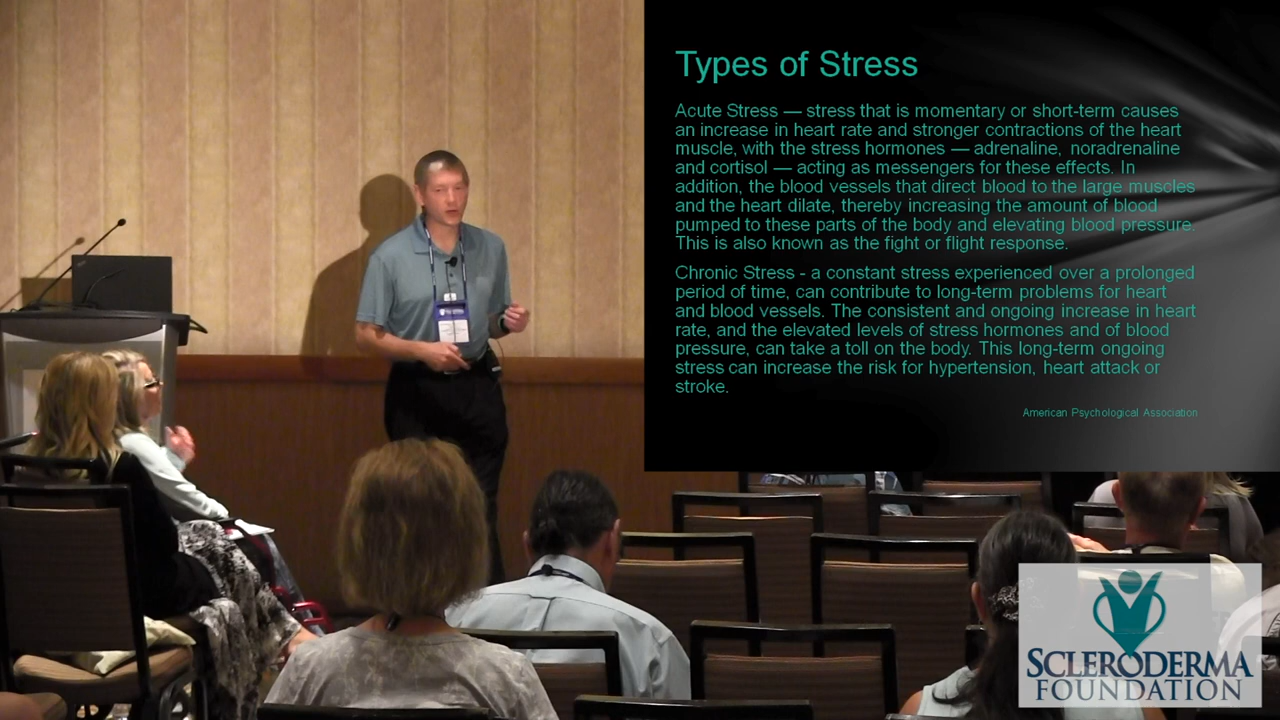 Types of Stress
Acute Stress — stress that is momentary or short-term causes
an increase in heart rate and stronger contractions of the heart
muscle, with the stress hormones — adrenaline, noradrenaline
and cortisol — acting as messengers for these effects. In
addition, the blood vessels that direct blood to the large muscles
and the heart dilate, thereby increasing the amount of blood
pumped to these parts of the body and elevating blood pressure.
This is also known as the fight or flight response.
Chronic Stress - a constant stress experienced over a prolonged
period of time, can contribute to long-term problems for heart
and blood vessels. The consistent and ongoing increase in heart
rate, and the elevated levels of stress hormones and of blood
pressure, can take a toll on the body. This long-term ongoing
stress can increase the risk for hypertension, heart attack or
stroke.
American Psychological Association
SCLERODERMA
FOUNDATION